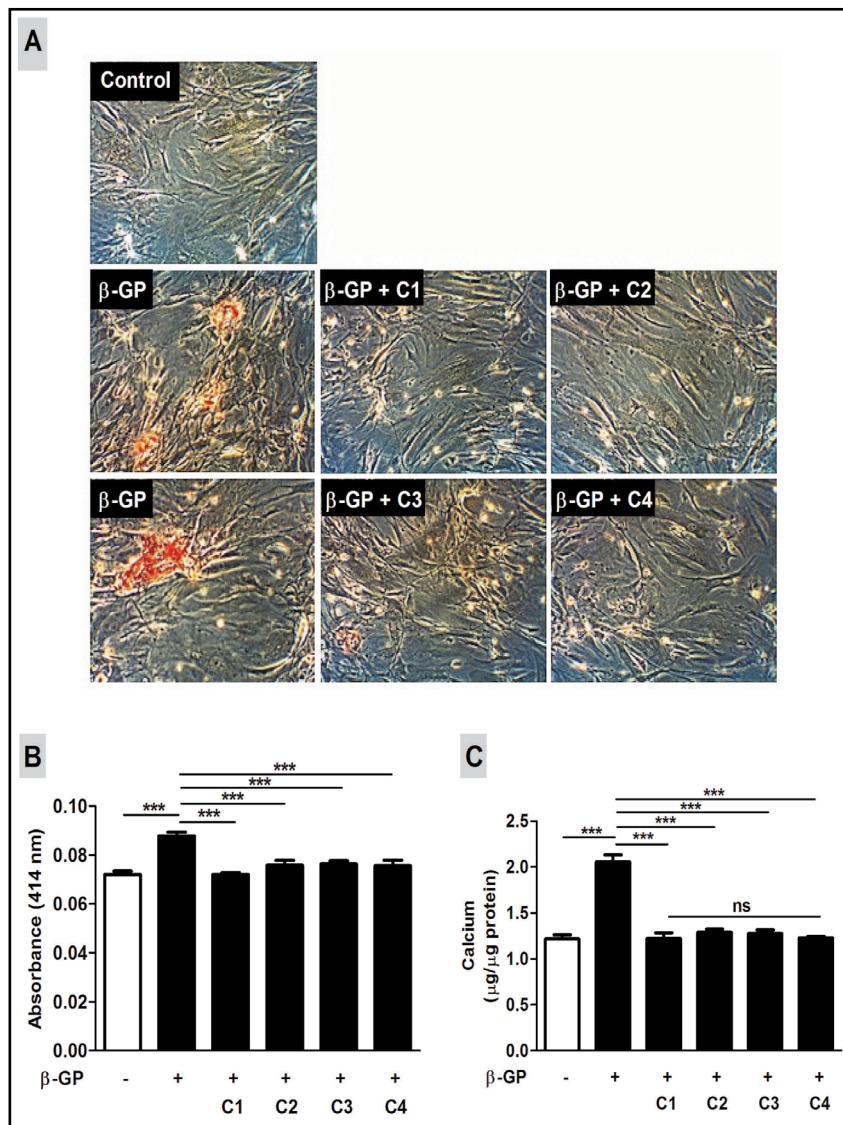 A
Control
β-GP
β-GP + C1
β-GP + C2
β-GP
β-GP + C3
β-GP + C4
B
***
***
***
***
***
0.10
0.08
0.06
0.04
0.02
0.00
Absorbance (414 nm)
β-GP - + + + + +
C1 C2 C3 C4
C
***
***
***
***
***
ns
2.5
2.0
1.5
1.0
0.5
0.0
Calcium
(µg/µg protein)
β-GP - + + + + +
C1 C2 C3 C4